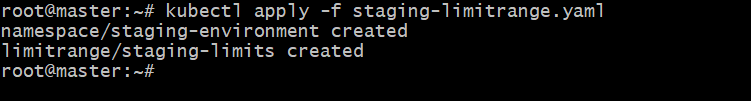 root@master:~# kubectl apply -f staging-limitrange.yaml
namespace/staging-environment created
limitrange/staging-limits created
root@master:~#